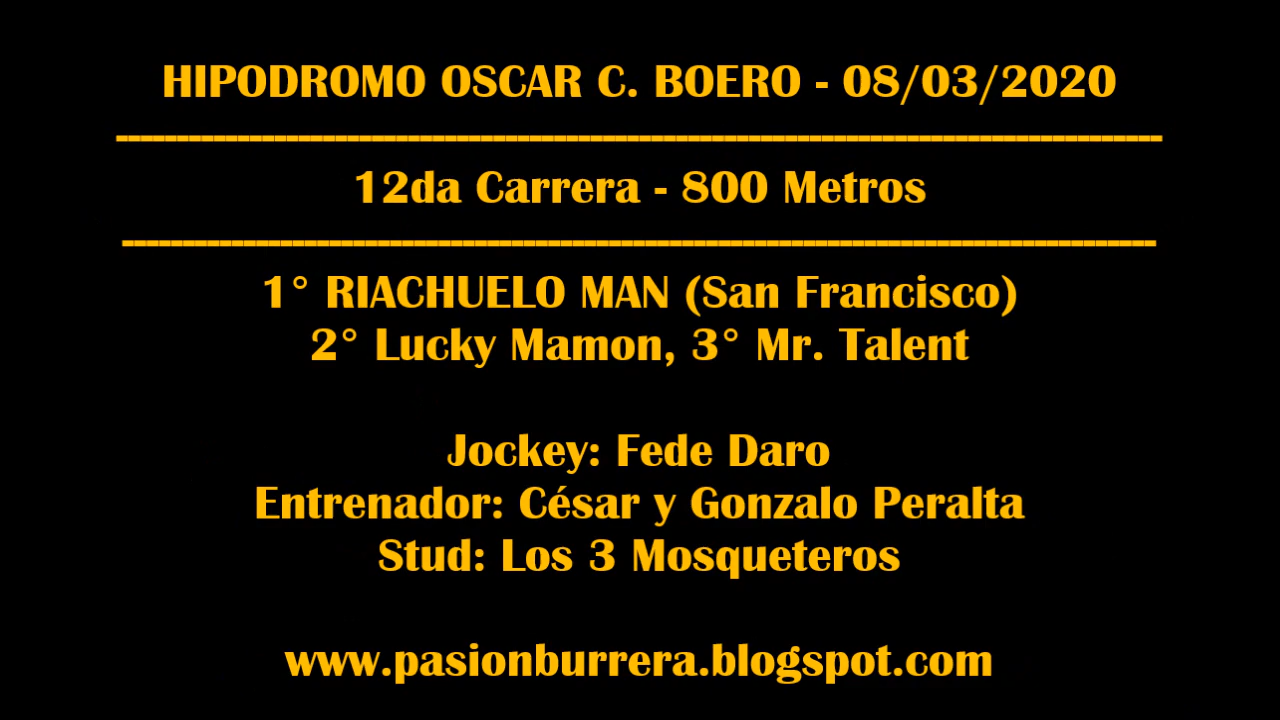 HIPODROMO OSCAR C. BOERO - 08/03/2020
12da Carrera - 800 Metros
1° RIACHUELO MAN (San Francisco)
2° Lucky Mamon, 3° Mr. Talent
Jockey: Fede Daro
Entrenador: César y Gonzalo Peralta
Stud: Los 3 Mosqueteros
www.pasionburrera.blogspot.com